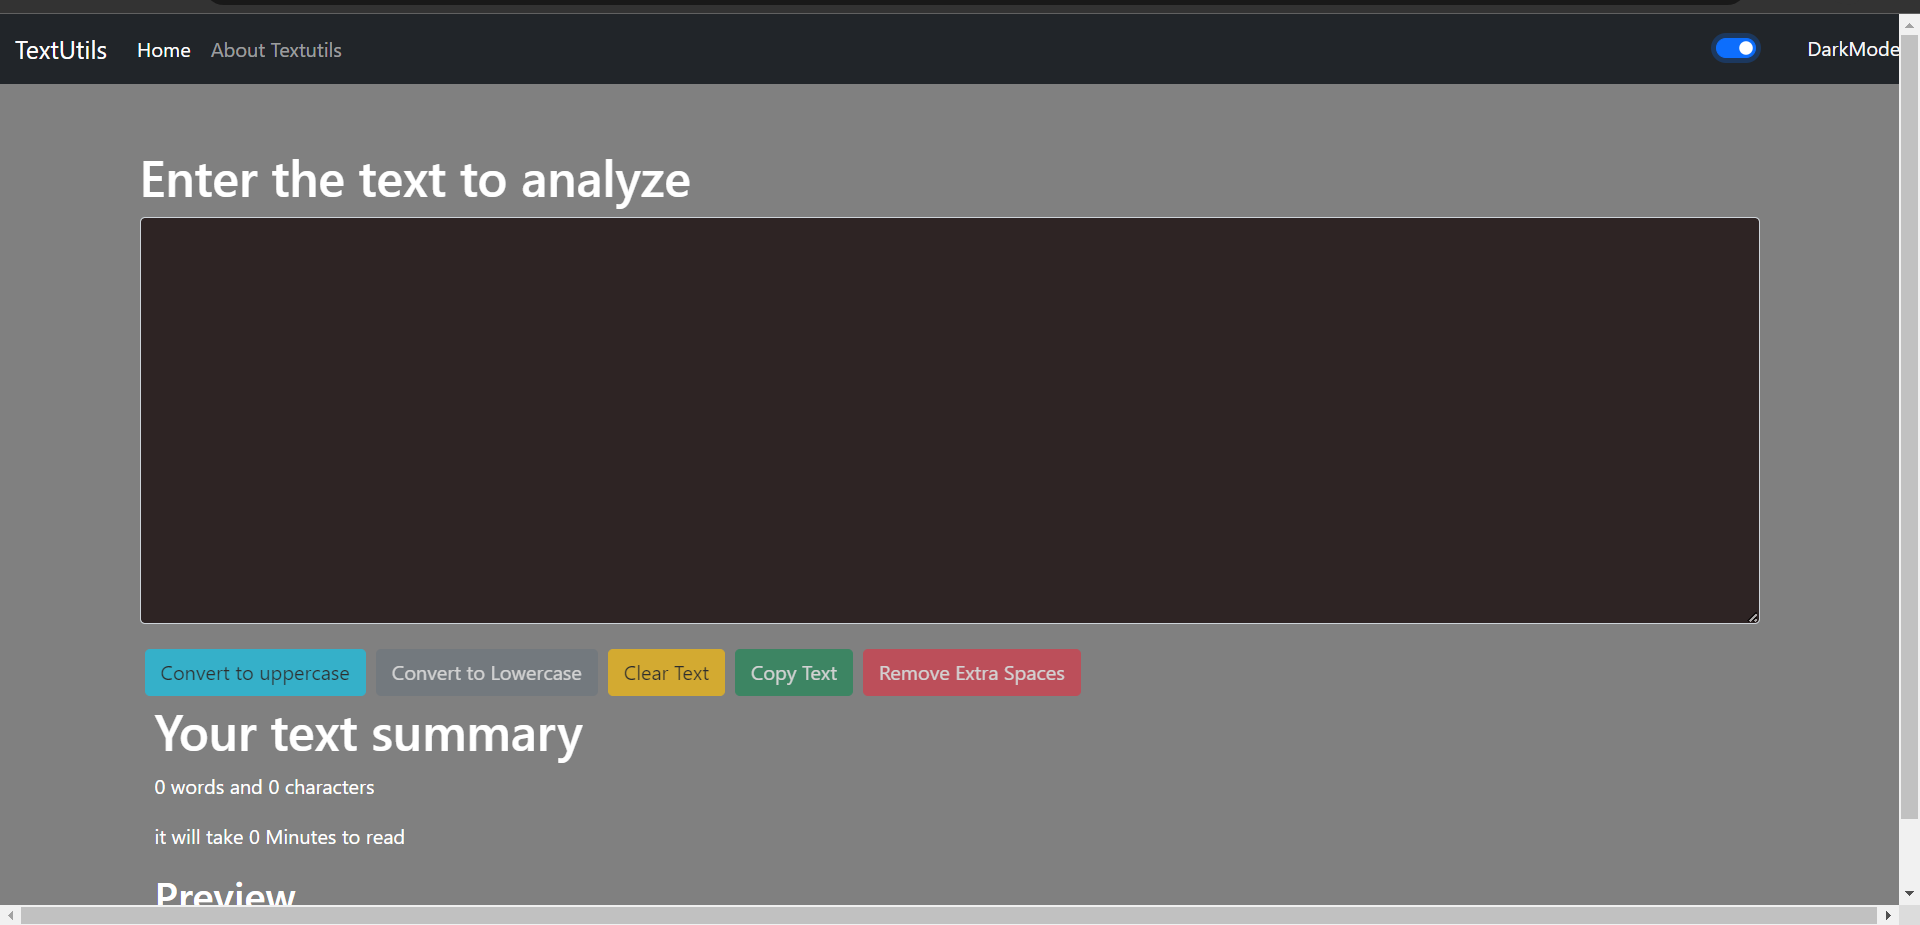 TextUtils Home About Textutils DarkMode
Enter the text to analyze
Convert to uppercase Convert to Lowercase Clear Text Copy Text Remove Extra Spaces
Your text summary
0 words and 0 characters
it will take 0 Minutes to read
Preview